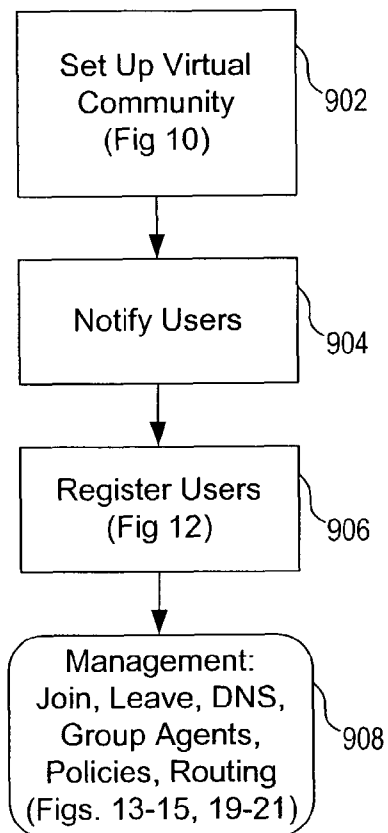 Set Up Virtual
Community
(Fig 10)
902
Notify Users
904
Register Users
(Fig 12)
906
Management:
Join, Leave, DNS,
Group Agents,
Policies, Routing
(Figs. 13-15, 19-21)
908